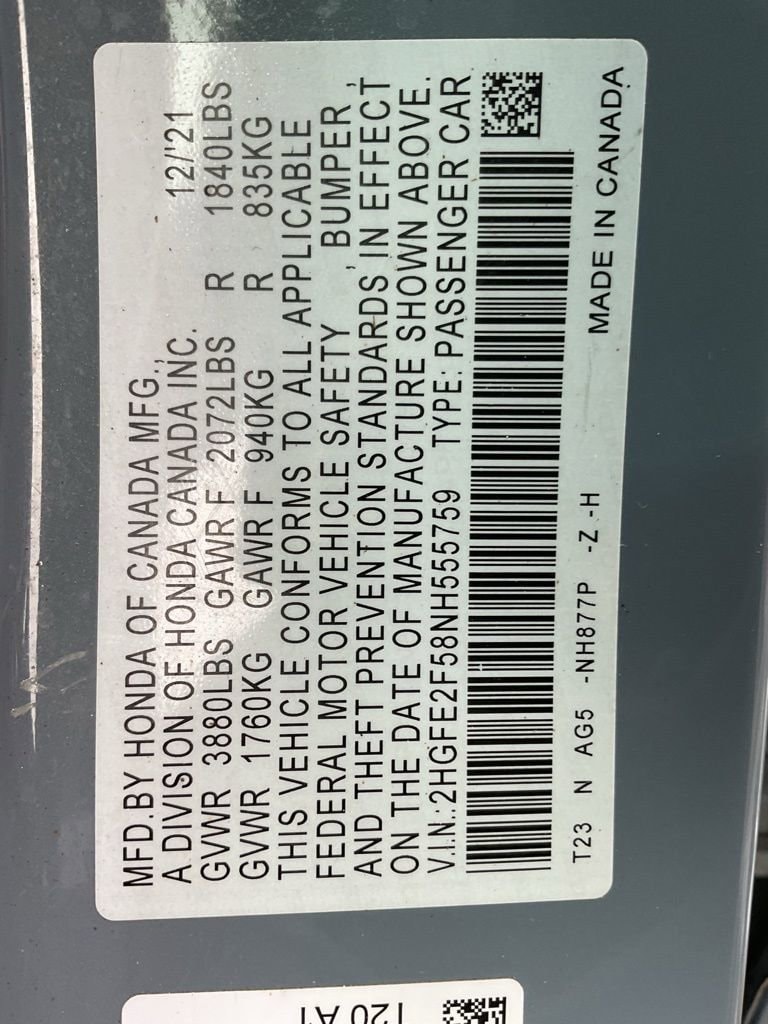 MFD.BY HONDA OF CANADA MFG.,
A DIVISION OF HONDA CANADA INC. 12/'21
GVWR 3880LBS GAWR F 2072LBS R 1840LBS
GVWR 1760KG GAWR F 940KG R 835KG
THIS VEHICLE CONFORMS TO ALL APPLICABLE
FEDERAL MOTOR VEHICLE SAFETY , BUMPER ,
AND THEFT PREVENTION STANDARDS IN EFFECT
ON THE DATE OF MANUFACTURE SHOWN ABOVE.
V.I.N.:2HGFE2F58NH555759 TYPE: PASSENGER CAR
T23 N AG5 -NH877P -Z -H MADE IN CANADA